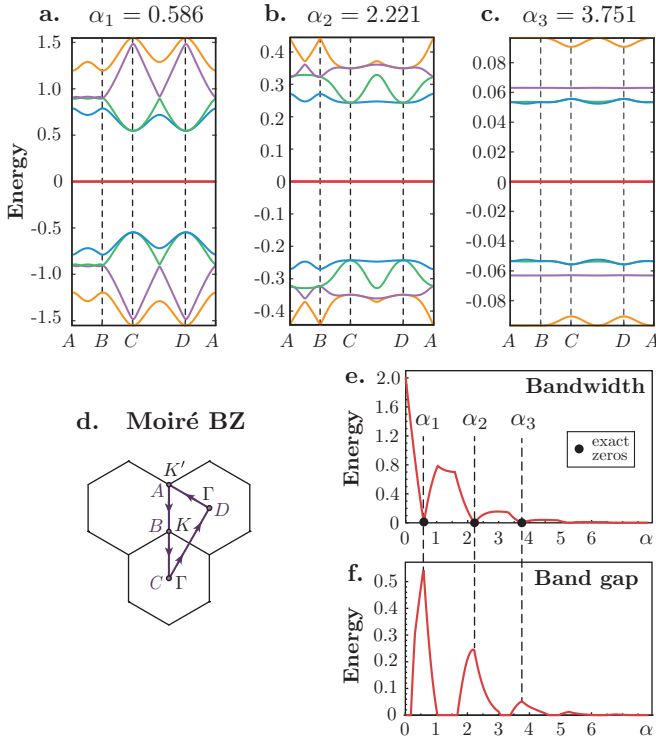 a. α₁ = 0.586
Energy
1.5
1.0
0.5
0
-0.5
-1.0
-1.5
A B C D A
b. α₂ = 2.221
0.4
0.3
0.2
0.1
0
-0.1
-0.2
-0.3
-0.4
A B C D A
c. α₃ = 3.751
0.08
0.06
0.04
0.02
0
-0.02
-0.04
-0.06
-0.08
A B C D A
d. Moiré BZ
K′
A Γ D
B K
C Γ
e.
Bandwidth
Energy
2.0
1.6
1.2
0.8
0.4
0
α₁ α₂ α₃
exact
zeros
0 1 2 3 4 5 6 α
f.
Band gap
Energy
0.5
0.4
0.3
0.2
0.1
0
0 1 2 3 4 5 6 α